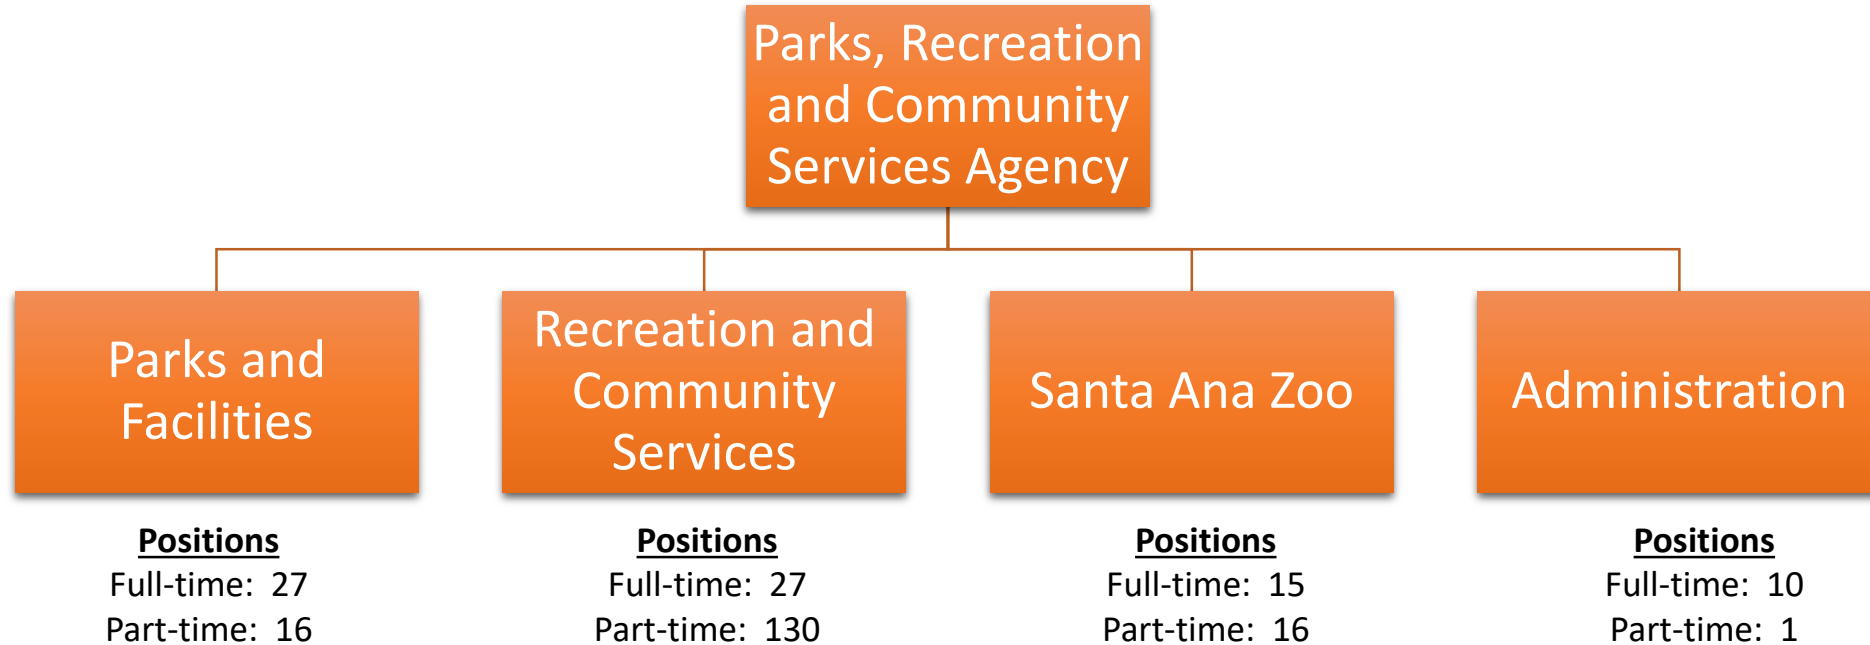 Parks, Recreation
and Community
Services Agency
Parks and
Facilities
Recreation and
Community
Services
Santa Ana Zoo
Administration
Positions
Full-time: 27
Part-time: 16
Positions
Full-time: 27
Part-time: 130
Positions
Full-time: 15
Part-time: 16
Positions
Full-time: 10
Part-time: 1